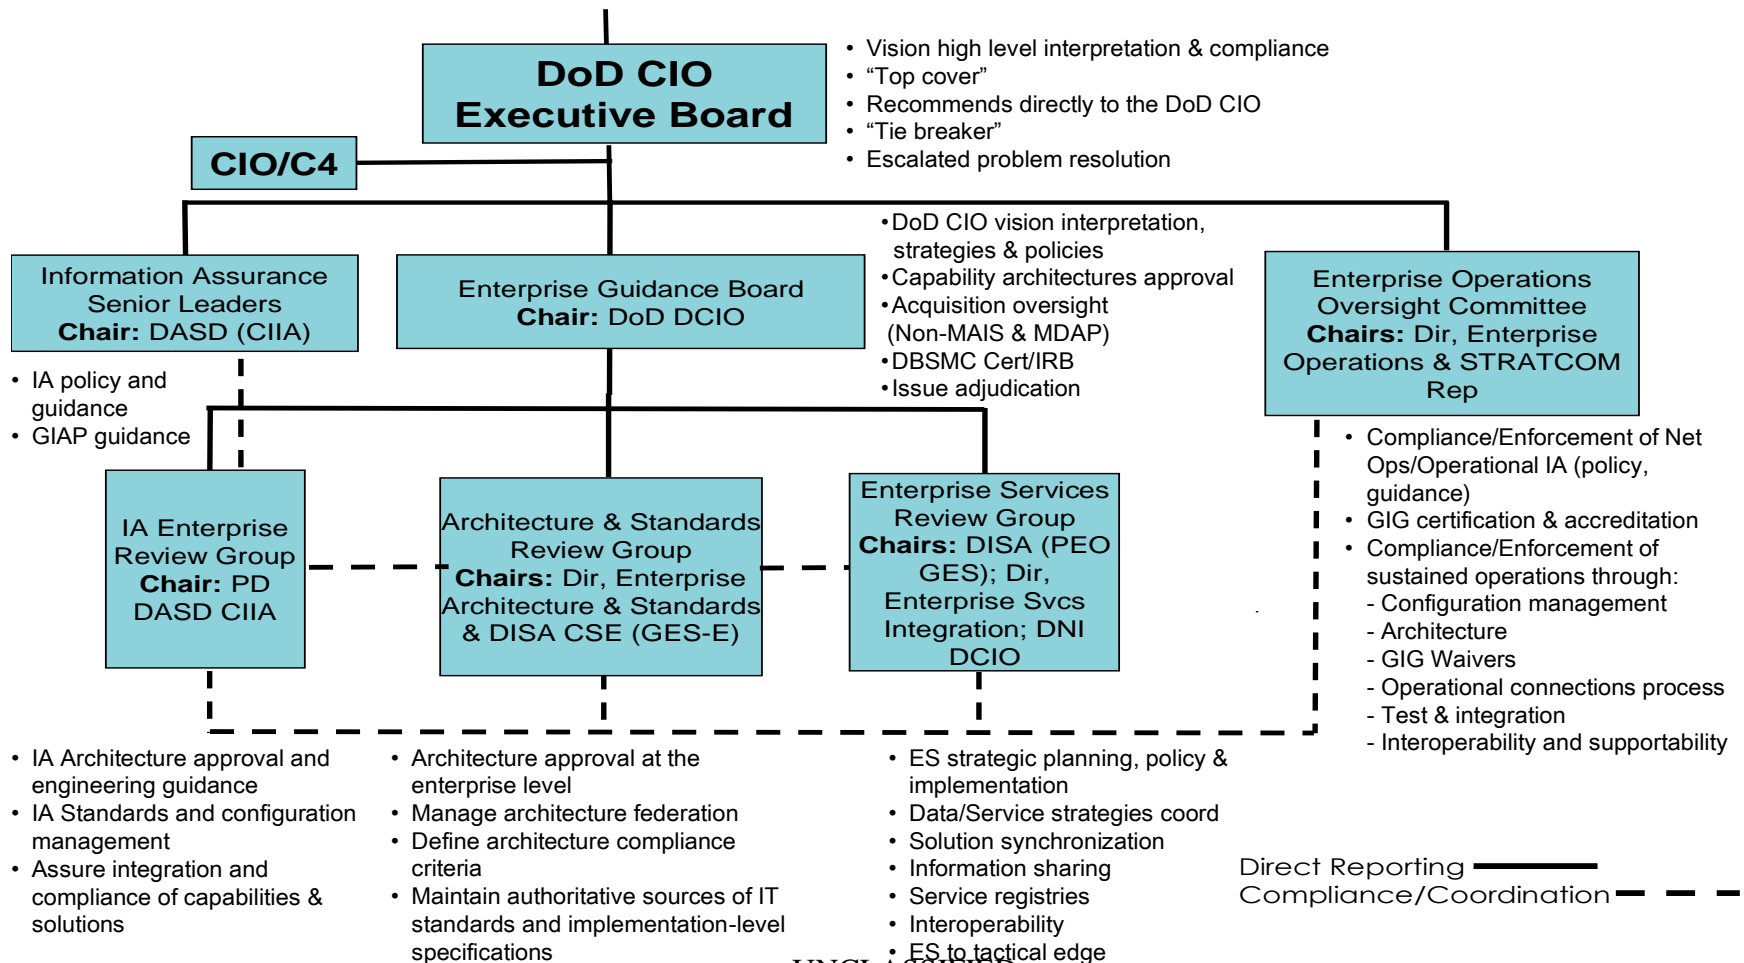 DoD CIO
Executive Board
• Vision high level interpretation & compliance
• “Top cover”
• Recommends directly to the DoD CIO
• “Tie breaker”
• Escalated problem resolution
CIO/C4
Information Assurance
Senior Leaders
Chair: DASD (CIIA)
• IA policy and
guidance
• GIAP guidance
Enterprise Guidance Board
Chair: DoD DCIO
•DoD CIO vision interpretation,
strategies & policies
•Capability architectures approval
•Acquisition oversight
(Non-MAIS & MDAP)
•DBSMC Cert/IRB
•Issue adjudication
Enterprise Operations
Oversight Committee
Chairs: Dir, Enterprise
Operations & STRATCOM
Rep
• Compliance/Enforcement of Net
Ops/Operational IA (policy,
guidance)
• GIG certification & accreditation
• Compliance/Enforcement of
sustained operations through:
- Configuration management
- Architecture
- GIG Waivers
- Operational connections process
- Test & integration
- Interoperability and supportability
IA Enterprise
Review Group
Chair: PD
DASD CIIA
Architecture & Standards
Review Group
Chairs: Dir, Enterprise
Architecture & Standards
& DISA CSE (GES-E)
Enterprise Services
Review Group
Chairs: DISA (PEO
GES); Dir,
Enterprise Svcs
Integration; DNI
DCIO
• IA Architecture approval and
engineering guidance
• IA Standards and configuration
management
• Assure integration and
compliance of capabilities &
solutions
• Architecture approval at the
enterprise level
• Manage architecture federation
• Define architecture compliance
criteria
• Maintain authoritative sources of IT
standards and implementation-level
specifications
• ES strategic planning, policy &
implementation
• Data/Service strategies coord
• Solution synchronization
• Information sharing
• Service registries
• Interoperability
• ES to tactical edge
Direct Reporting
Compliance/Coordination